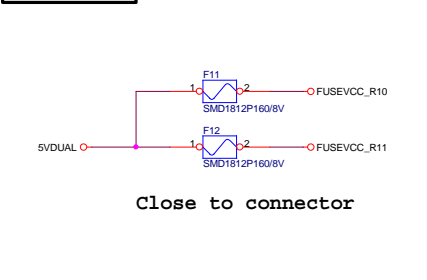 F11
1 2 FUSEVCC_R10
SMD1812P160/8V
F12
5VDUAL 1 2 FUSEVCC_R11
SMD1812P160/8V
Close to connector